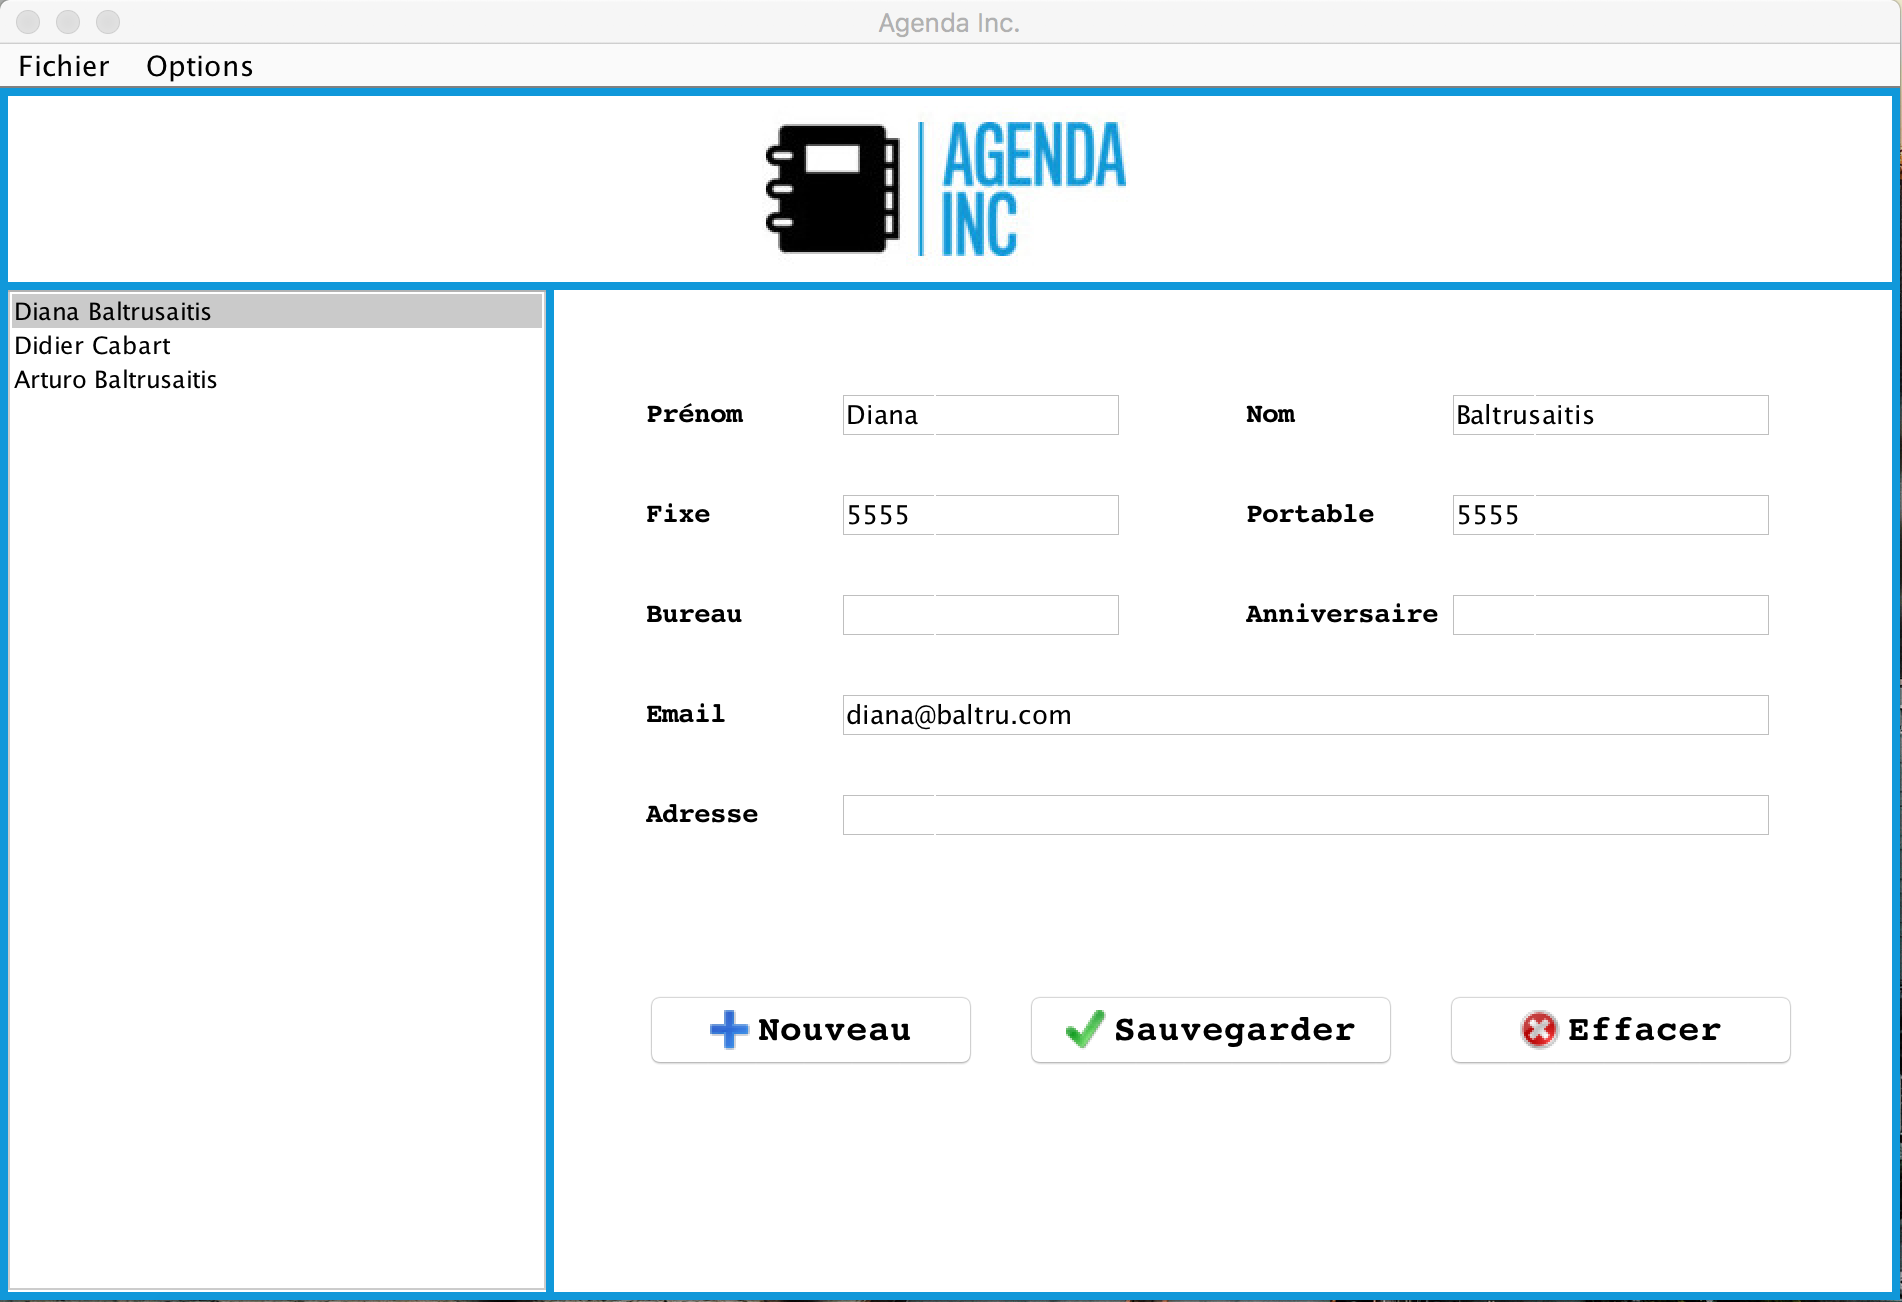 Agenda Inc.
Fichier Options
AGENDA
INC
Diana Baltrusaitis
Didier Cabart
Arturo Baltrusaitis
Prénom Diana Nom Baltrusaitis
Fixe 5555 Portable 5555
Bureau Anniversaire
Email diana@baltru.com
Adresse
Nouveau Sauvegarder Effacer